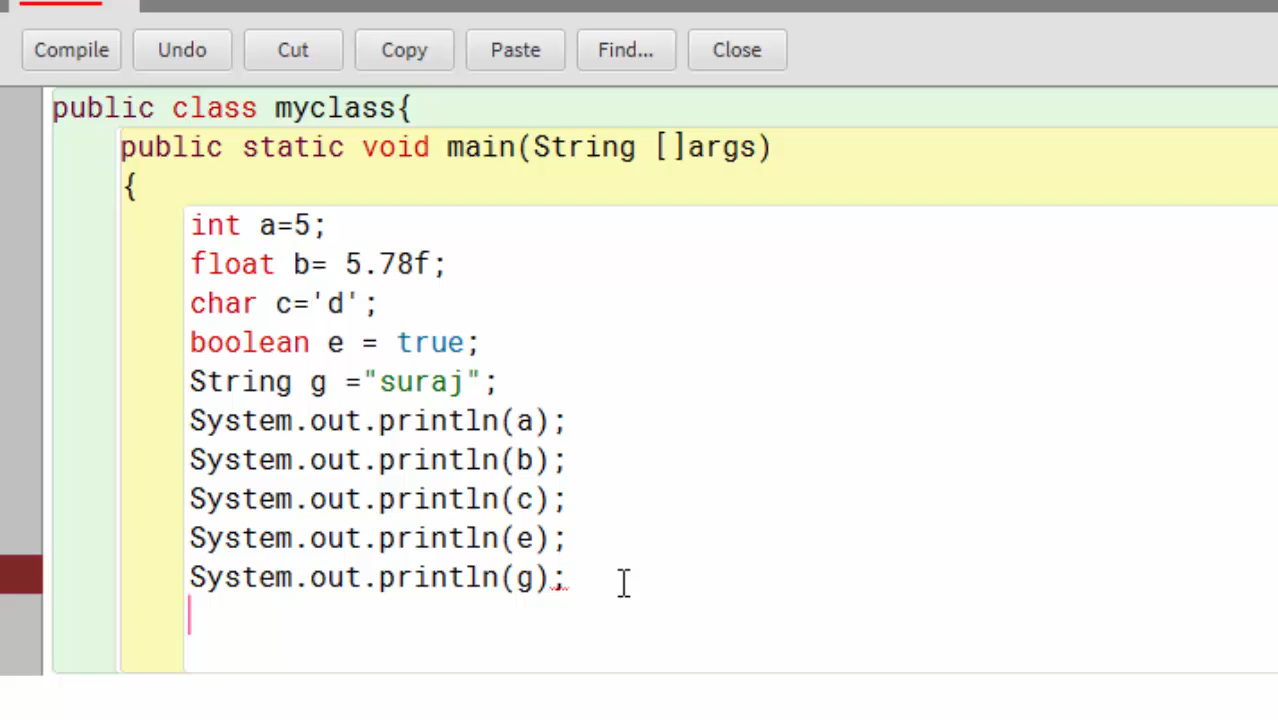 Compile Undo Cut Copy Paste Find... Close
public class myclass{
public static void main(String []args)
{
int a=5;
float b= 5.78f;
char c='d';
boolean e = true;
String g ="suraj";
System.out.println(a);
System.out.println(b);
System.out.println(c);
System.out.println(e);
System.out.println(g);